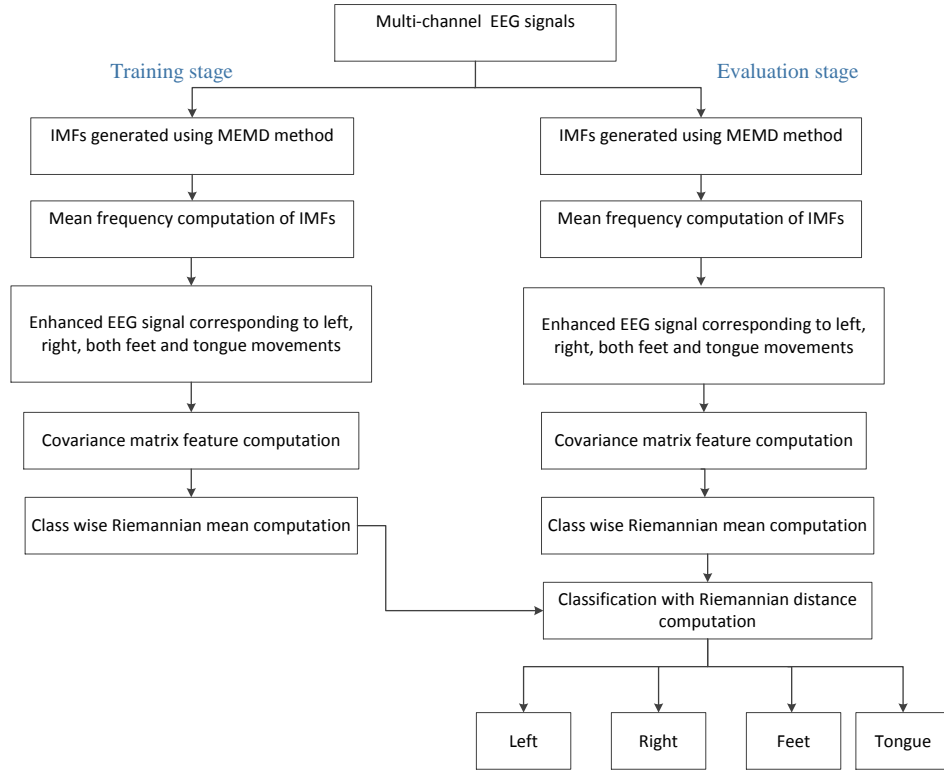 Multi-channel EEG signals
Training stage
Evaluation stage
IMFs generated using MEMD method
Mean frequency computation of IMFs
Enhanced EEG signal corresponding to left,
right, both feet and tongue movements
Covariance matrix feature computation
Class wise Riemannian mean computation
IMFs generated using MEMD method
Mean frequency computation of IMFs
Enhanced EEG signal corresponding to left,
right, both feet and tongue movements
Covariance matrix feature computation
Class wise Riemannian mean computation
Classification with Riemannian distance
computation
Left
Right
Feet
Tongue